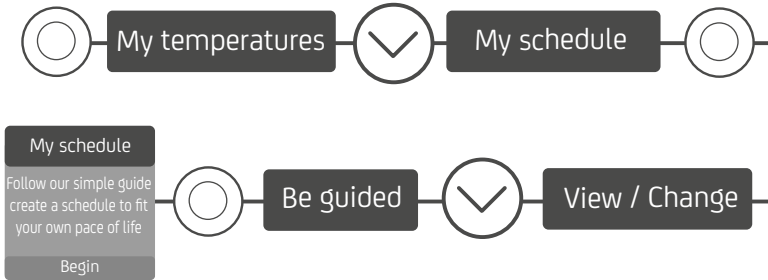 My temperatures
My schedule
My schedule
Follow our simple guide
create a schedule to fit
your own pace of life
Begin
Be guided
View / Change